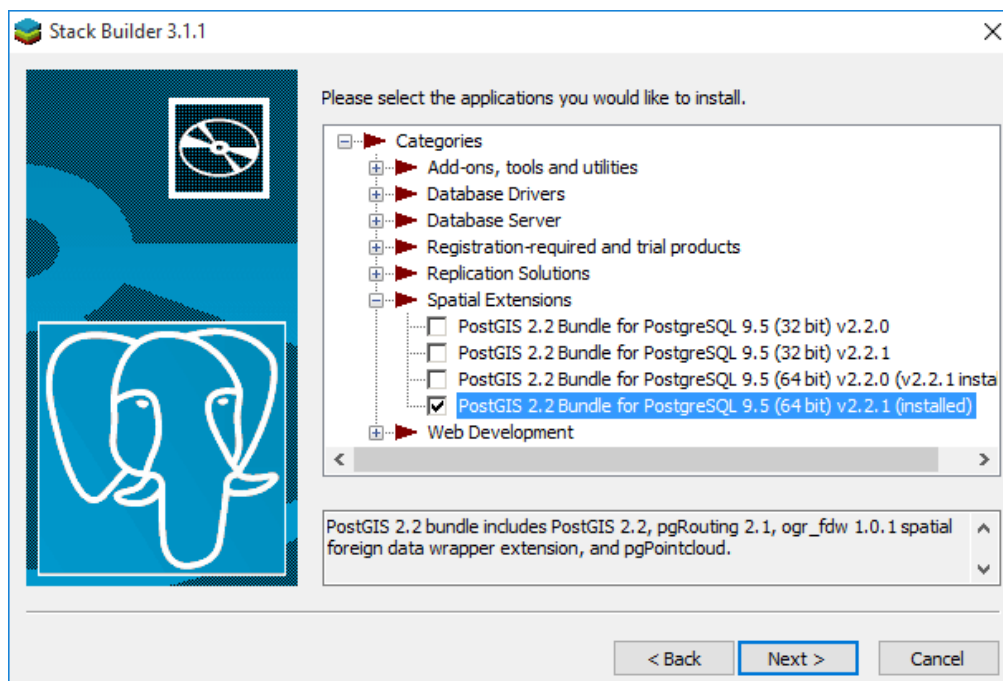 Stack Builder 3.1.1
Please select the applications you would like to install.
Categories
Add-ons, tools and utilities
Database Drivers
Database Server
Registration-required and trial products
Replication Solutions
Spatial Extensions
PostGIS 2.2 Bundle for PostgreSQL 9.5 (32 bit) v2.2.0
PostGIS 2.2 Bundle for PostgreSQL 9.5 (32 bit) v2.2.1
PostGIS 2.2 Bundle for PostgreSQL 9.5 (64 bit) v2.2.0 (v2.2.1 instal
PostGIS 2.2 Bundle for PostgreSQL 9.5 (64 bit) v2.2.1 (installed)
Web Development
PostGIS 2.2 bundle includes PostGIS 2.2, pgRouting 2.1, ogr_fdw 1.0.1 spatial
foreign data wrapper extension, and pgPointcloud.
< Back Next > Cancel